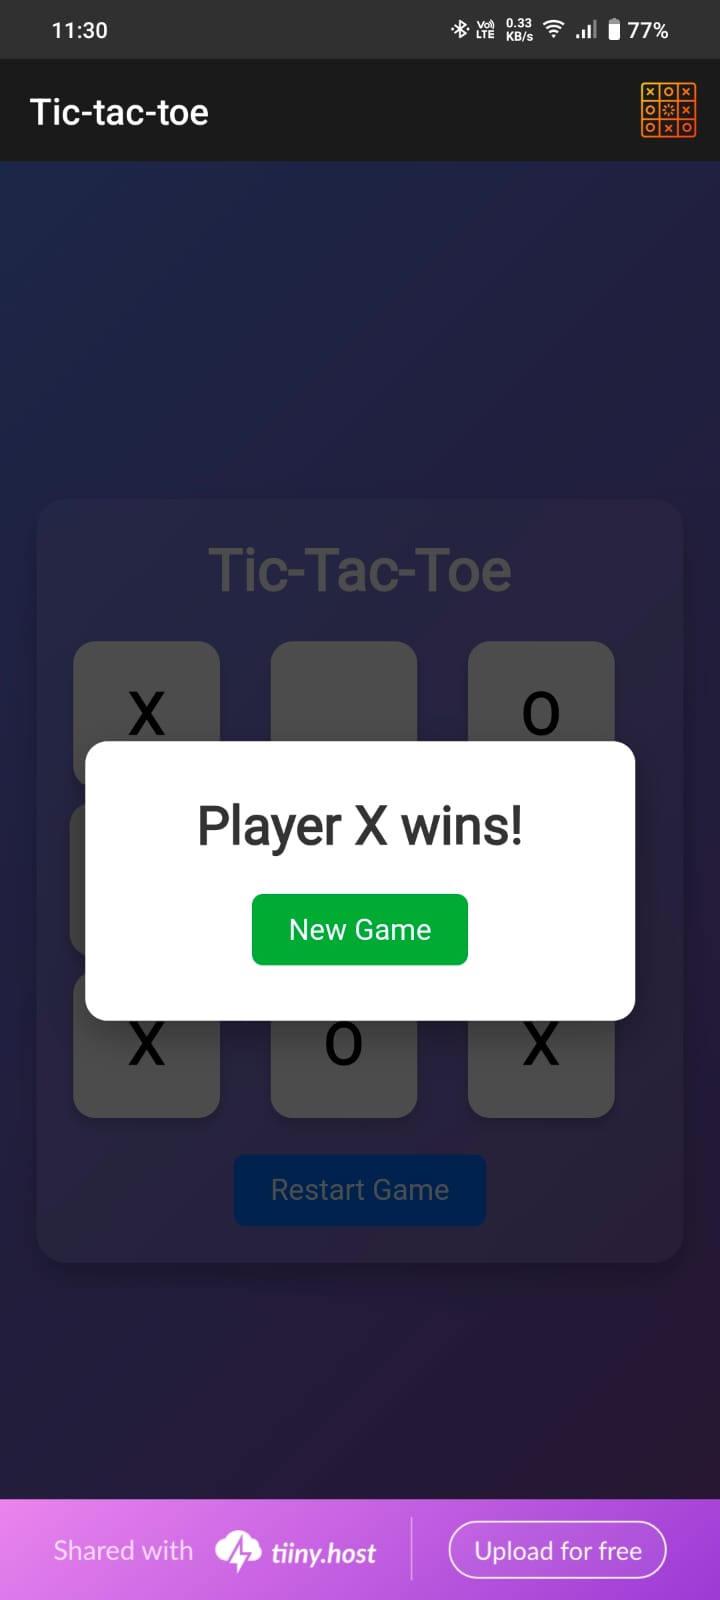 11:30 Vo) LTE 0.33 KB/s 77%
Tic-tac-toe
Tic-Tac-Toe
X O
Player X wins!
New Game
X O X
Restart Game
Shared with tiiny.host Upload for free